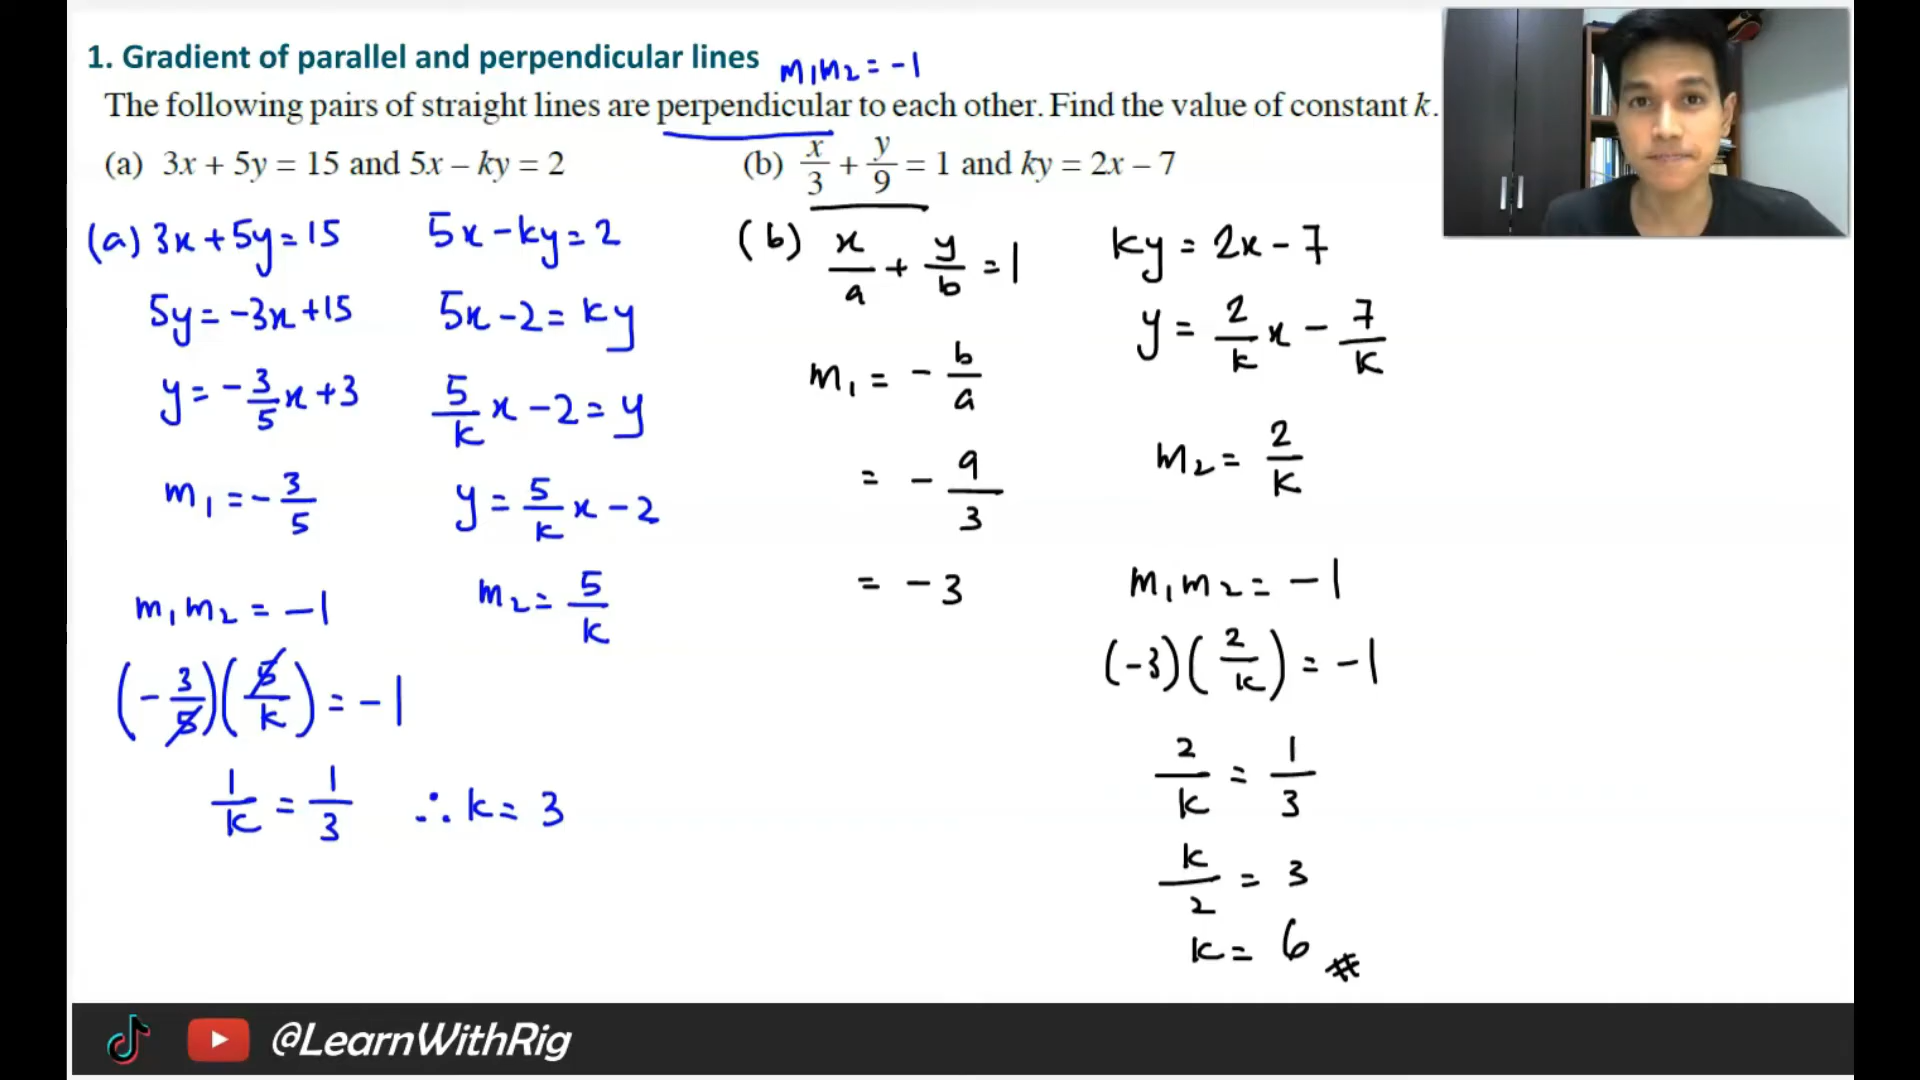 1. Gradient of parallel and perpendicular lines m₁m₂ = -1
The following pairs of straight lines are perpendicular to each other. Find the value of constant k.
(a) 3x + 5y = 15 and 5x – ky = 2
(b) x/3 + y/9 = 1 and ky = 2x – 7
(a) 3x + 5y = 15
5y = -3x + 15
y = -3/5 x + 3
m₁ = -3/5
m₁m₂ = -1
(-3/5)(5/k) = -1
1/k = 1/3 ∴ k = 3
5x - ky = 2
5x - 2 = ky
5/k x - 2 = y
y = 5/k x - 2
m₂ = 5/k
(b) x/a + y/b = 1
m₁ = - b/a
= - 9/3
= - 3
ky = 2x - 7
y = 2/k x - 7/k
m₂ = 2/k
m₁m₂ = -1
(-3)(2/k) = -1
2/k = 1/3
k/2 = 3
k = 6 #
@LearnWithRig